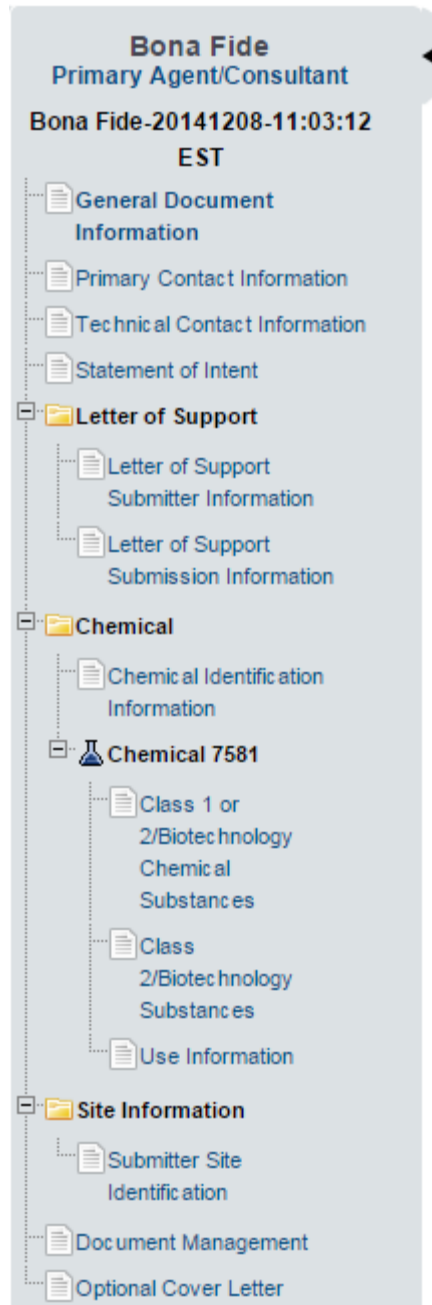 Bona Fide
Primary Agent/Consultant
Bona Fide-20141208-11:03:12
EST
General Document
Information
Primary Contact Information
Technical Contact Information
Statement of Intent
Letter of Support
Letter of Support
Submitter Information
Letter of Support
Submission Information
Chemical
Chemical Identification
Information
Chemical 7581
Class 1 or
2/Biotechnology
Chemical
Substances
Class
2/Biotechnology
Substances
Use Information
Site Information
Submitter Site
Identification
Document Management
Optional Cover Letter